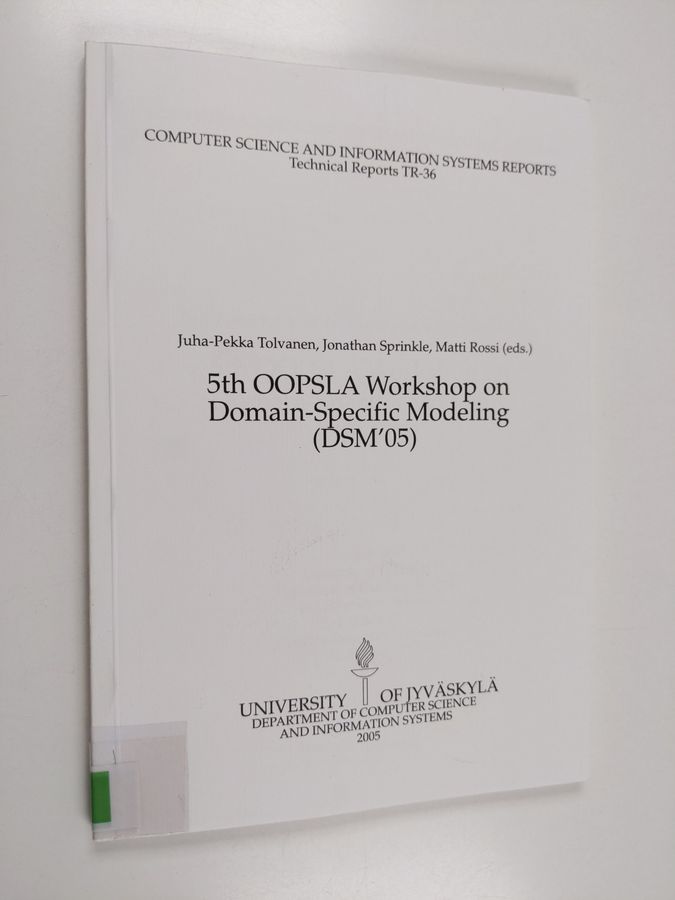 COMPUTER SCIENCE AND INFORMATION SYSTEMS REPORTS
Technical Reports TR-36
Juha-Pekka Tolvanen, Jonathan Sprinkle, Matti Rossi (eds.)
5th OOPSLA Workshop on
Domain-Specific Modeling
(DSM'05)
UNIVERSITY OF JYVÄSKYLÄ
DEPARTMENT OF COMPUTER SCIENCE
AND INFORMATION SYSTEMS
2005